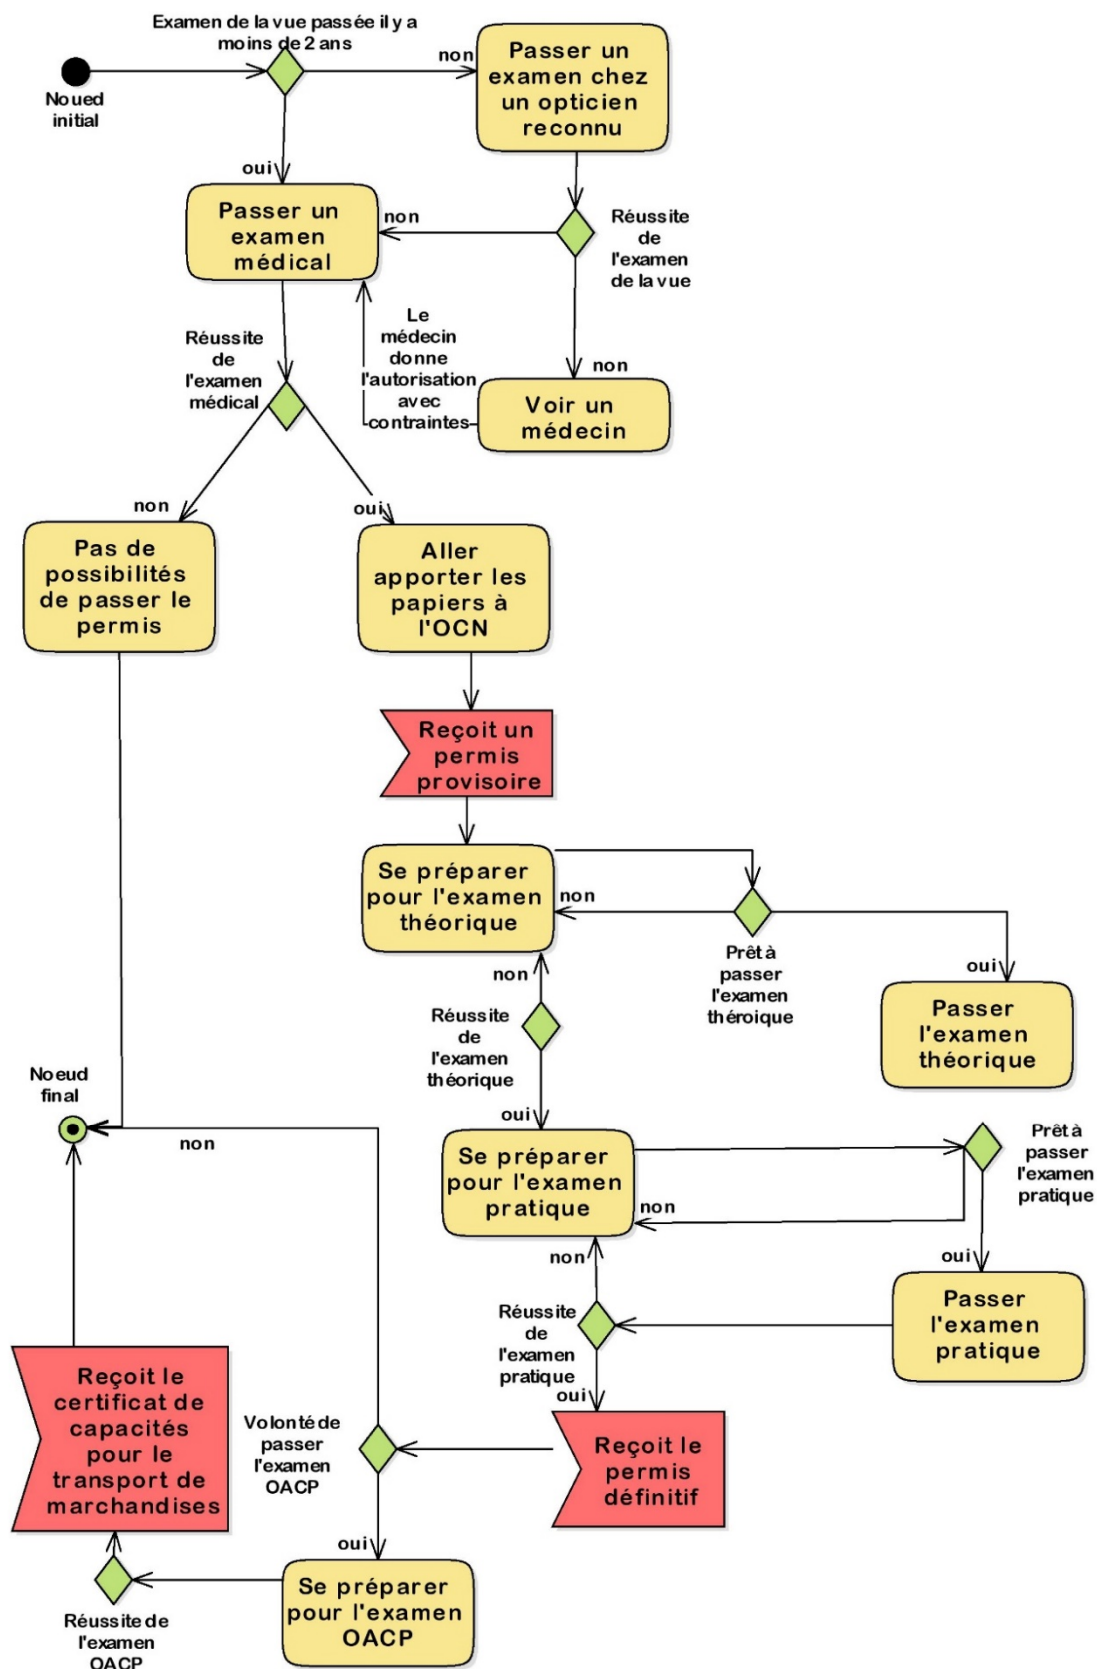 Examen de la vue passée il y a
moins de 2 ans
non
Passer un
examen chez
un opticien
reconnu
Noued
initial
oui
Passer un
examen
médical
non
Réussite
de
l'examen
de la vue
Le
médecin
donne
l'autorisation
avec
contraintes
Réussite
de
l'examen
médical
non
Voir un
médecin
non
oui
Pas de
possibilités
de passer le
permis
Aller
apporter les
papiers à
l'OCN
Reçoit un
permis
provisoire
Se préparer
pour l'examen
théorique
non
Prêt à
passer
l'examen
théroique
oui
Passer
l'examen
théorique
non
Réussite
de
l'examen
théorique
oui
Noeud
final
non
Se préparer
pour l'examen
pratique
Prêt à
passer
l'examen
pratique
non
oui
Passer
l'examen
pratique
non
Réussite
de
l'examen
pratique
oui
Reçoit le
certificat de
capacités
pour le
transport de
marchandises
Volonté de
passer
l'examen
OACP
Reçoit le
permis
définitif
oui
Se préparer
pour l'examen
OACP
Réussite de
l'examen
OACP